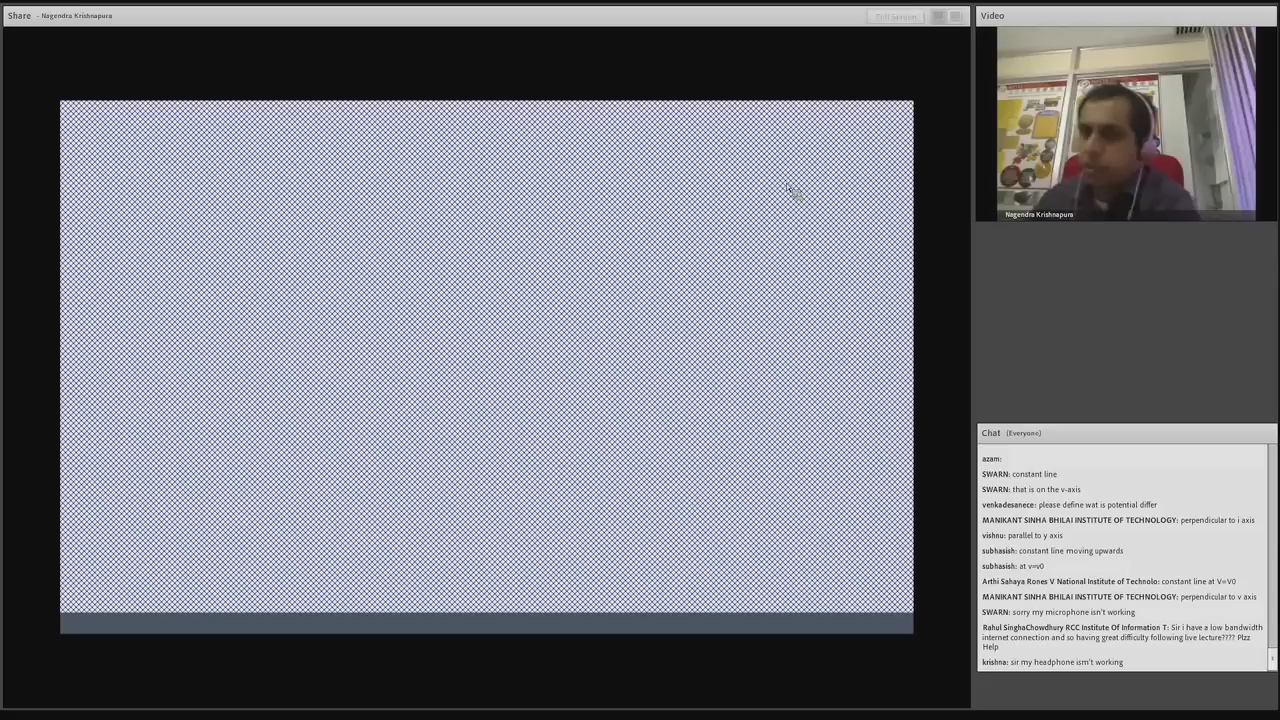 Share - Nagendra Krishnapura
Full Screen
Video
Nagendra Krishnapura
Chat (Everyone)
azam:
SWARN: constant line
SWARN: that is on the v-axis
venkadesanece: please define wat is potential differ
MANIKANT SINHA BHILAI INSTITUTE OF TECHNOLOGY: perpendicular to i axis
vishnu: parallel to y axis
subhasish: constant line moving upwards
subhasish: at v=v0
Arthi Sahaya Rones V National Institute of Technolo: constant line at V=V0
MANIKANT SINHA BHILAI INSTITUTE OF TECHNOLOGY: perpendicular to v axis
SWARN: sorry my microphone isn't working
Rahul SinghaChowdhury RCC Institute Of Information T: Sir i have a low bandwidth
internet connection and so having great difficulty following live lecture???? Plzz
Help
krishna: sir my headphone ism't working